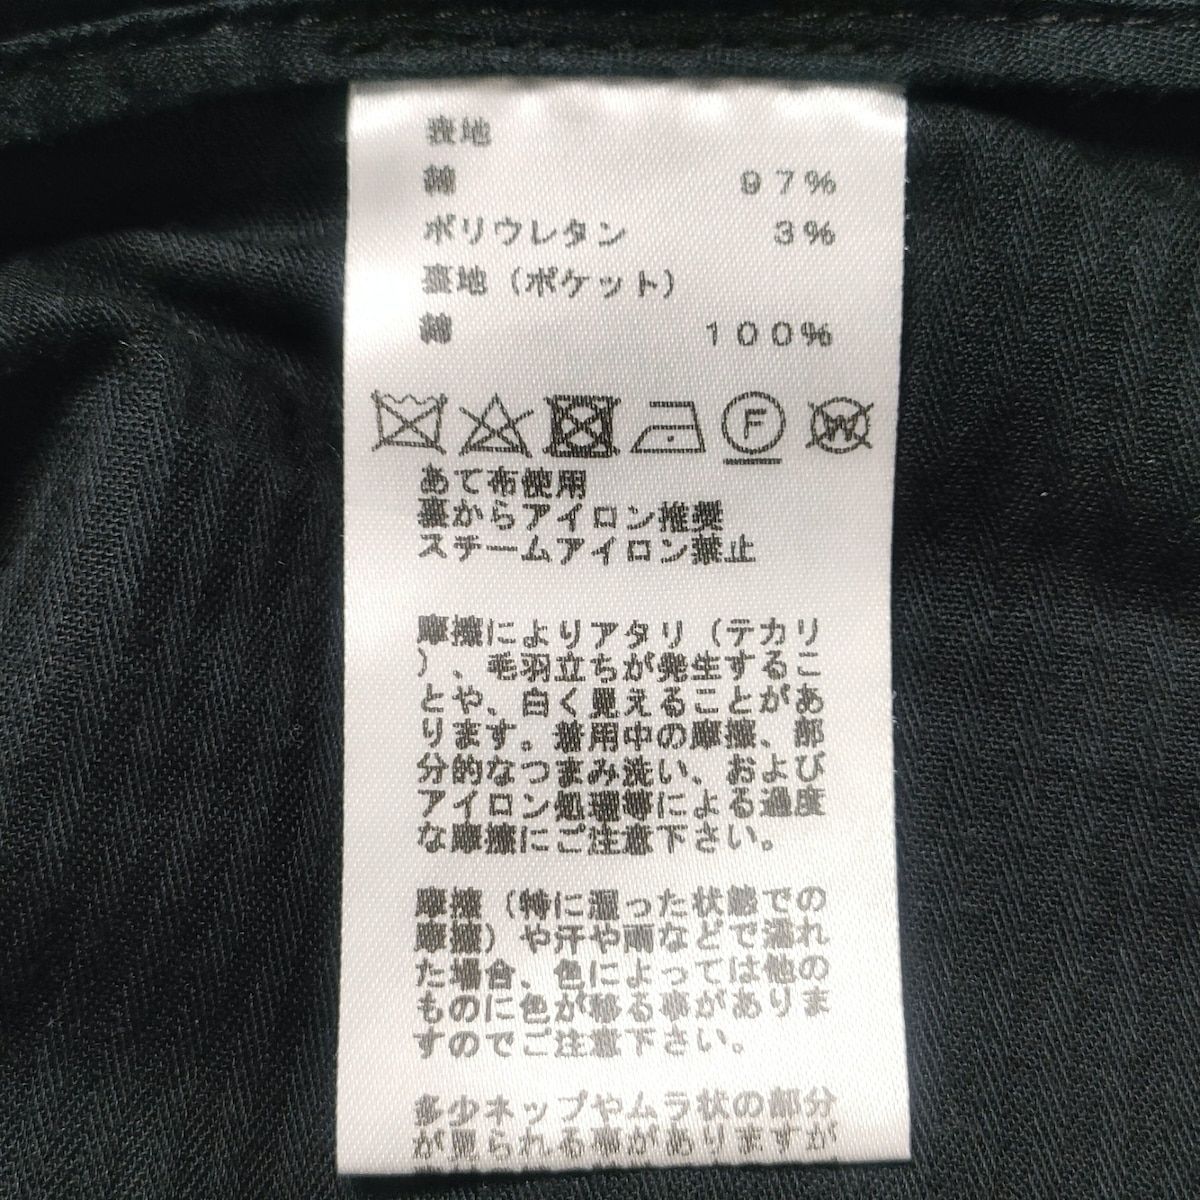 表地
綿 97%
ポリウレタン 3%
裏地（ポケット）
綿 100%
F W
あて布使用
裏からアイロン推奨
スチームアイロン禁止
摩擦によりアタリ（テカリ
）、毛羽立ちが発生するこ
とや、白く見えることがあ
ります。着用中の摩擦、部
分的なつまみ洗い、および
アイロン処理等による過度
な摩擦にご注意下さい。
摩擦（特に湿った状態での
摩擦）や汗や雨などで濡れ
た場合、色によっては他の
ものに色が移る事がありま
すのでご注意下さい。
多少ネップやムラ状の部分
が見られる事がありますが